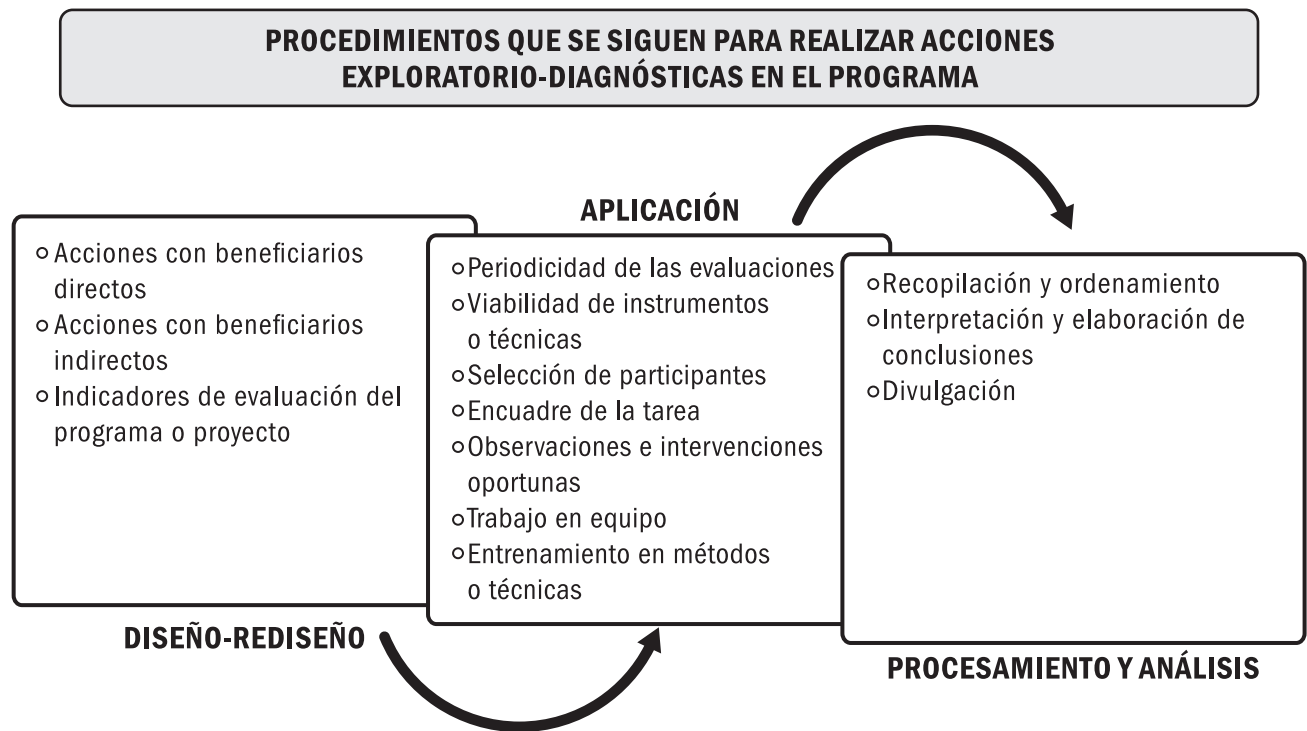 PROCEDIMIENTOS QUE SE SIGUEN PARA REALIZAR ACCIONES
EXPLORATORIO-DIAGNÓSTICAS EN EL PROGRAMA
Acciones con beneficiarios
directos
Acciones con beneficiarios
indirectos
Indicadores de evaluación del
programa o proyecto
DISEÑO-REDISEÑO
APLICACIÓN
Periodicidad de las evaluaciones
Viabilidad de instrumentos
o técnicas
Selección de participantes
Encuadre de la tarea
Observaciones e intervenciones
oportunas
Trabajo en equipo
Entrenamiento en métodos
o técnicas
Recopilación y ordenamiento
Interpretación y elaboración de
conclusiones
Divulgación
PROCESAMIENTO Y ANÁLISIS